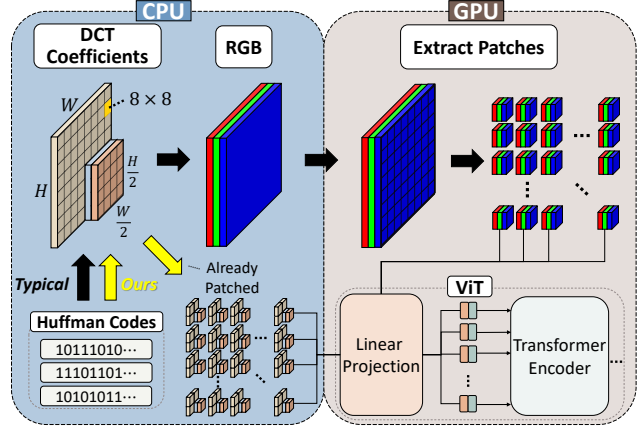 CPU
GPU
DCT
Coefficients
RGB
Extract Patches
W
8 × 8
H
H/2
W/2
Typical
Ours
Already
Patched
Huffman Codes
10111010⋯
11101101⋯
10101011⋯
ViT
Linear
Projection
Transformer
Encoder